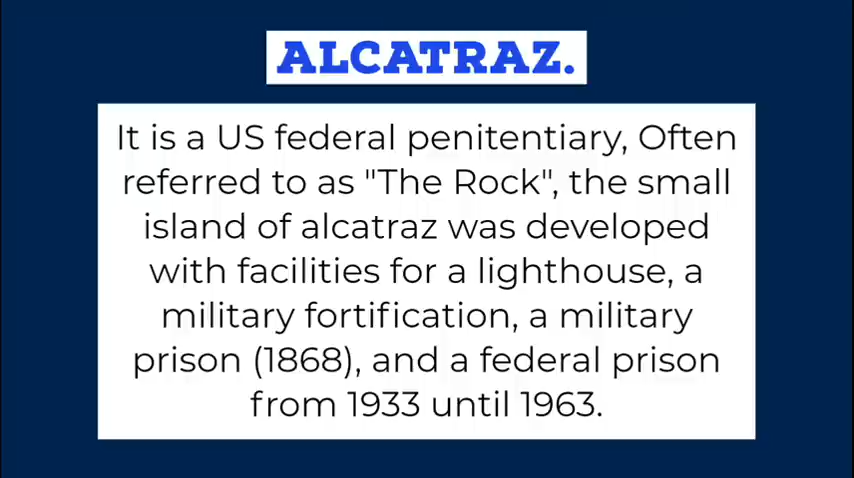 ALCATRAZ.
It is a US federal penitentiary, Often
referred to as "The Rock", the small
island of alcatraz was developed
with facilities for a lighthouse, a
military fortification, a military
prison (1868), and a federal prison
from 1933 until 1963.